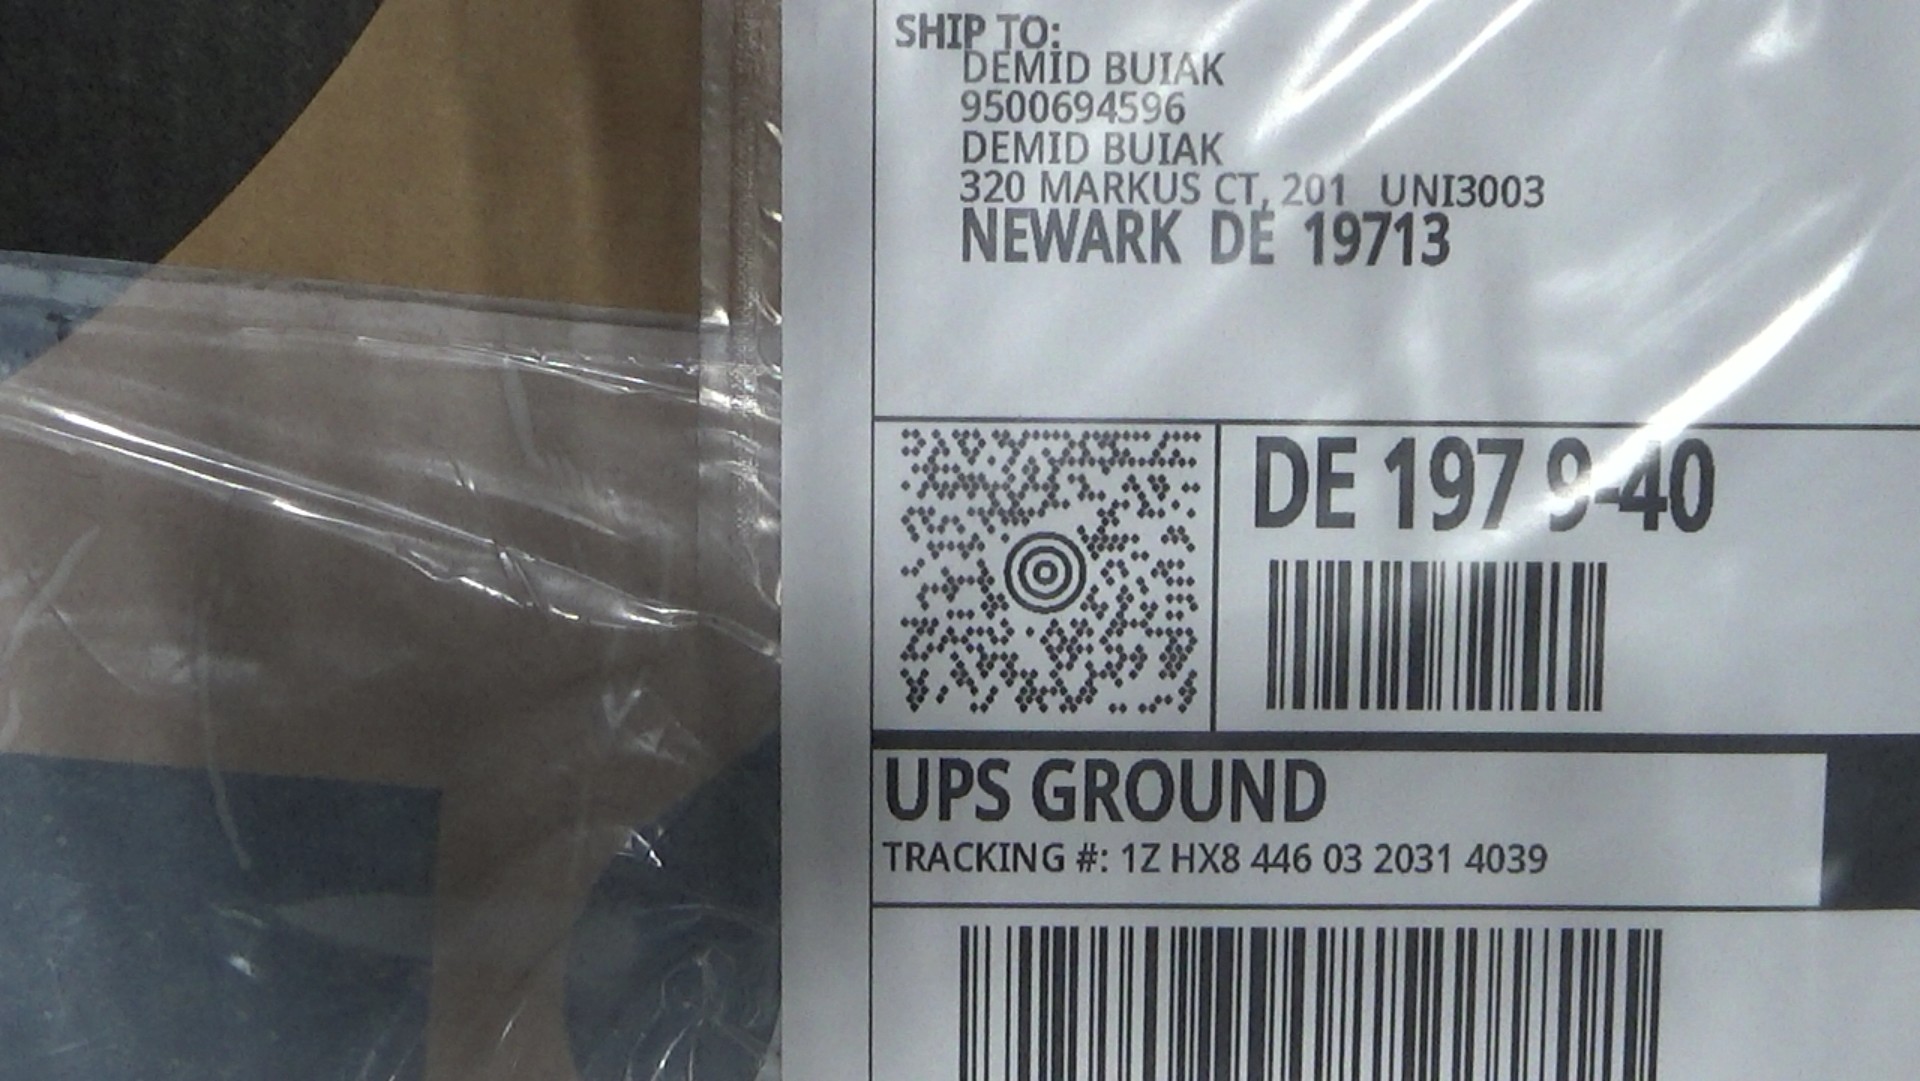 SHIP TO:
DEMID BUIAK
9500694596
DEMID BUIAK
320 MARKUS CT, 201 UNI3003
NEWARK DE 19713
DE 197 9-40
UPS GROUND
TRACKING #: 1Z HX8 446 03 2031 4039